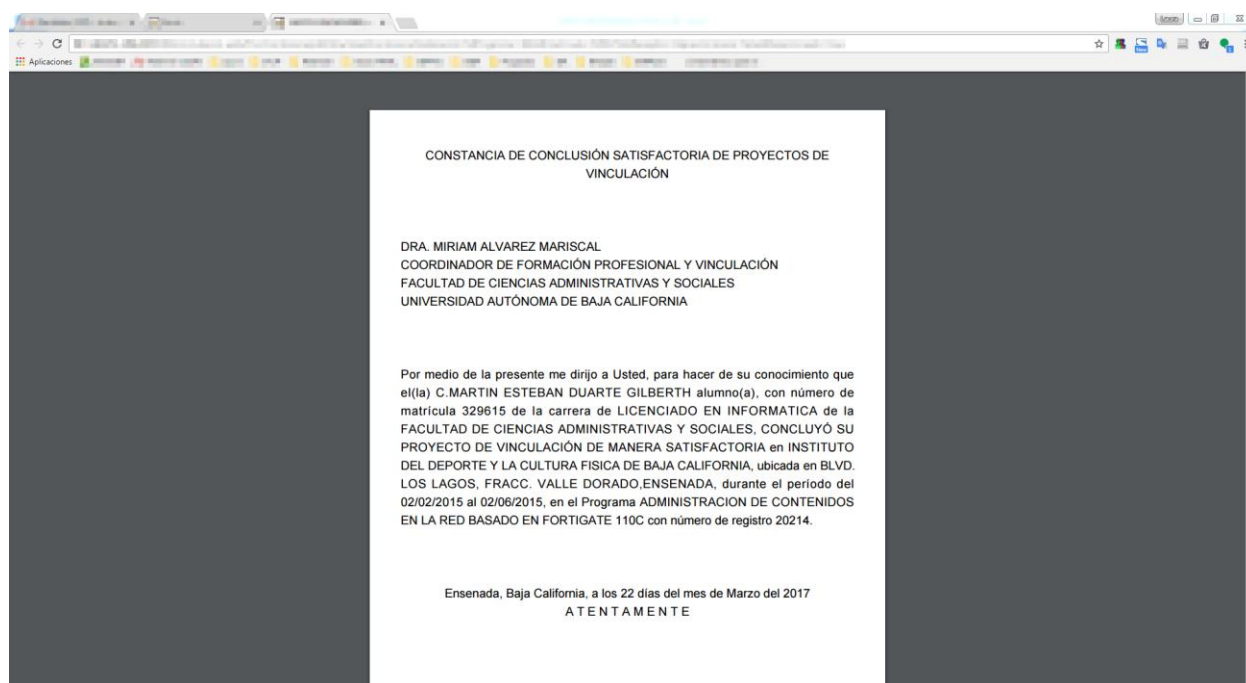 Aplicaciones
CONSTANCIA DE CONCLUSIÓN SATISFACTORIA DE PROYECTOS DE
VINCULACIÓN
DRA. MIRIAM ALVAREZ MARISCAL
COORDINADOR DE FORMACIÓN PROFESIONAL Y VINCULACIÓN
FACULTAD DE CIENCIAS ADMINISTRATIVAS Y SOCIALES
UNIVERSIDAD AUTÓNOMA DE BAJA CALIFORNIA
Por medio de la presente me dirijo a Usted, para hacer de su conocimiento que
el(la) C.MARTIN ESTEBAN DUARTE GILBERTH alumno(a), con número de
matrícula 329615 de la carrera de LICENCIADO EN INFORMATICA de la
FACULTAD DE CIENCIAS ADMINISTRATIVAS Y SOCIALES, CONCLUYÓ SU
PROYECTO DE VINCULACIÓN DE MANERA SATISFACTORIA en INSTITUTO
DEL DEPORTE Y LA CULTURA FISICA DE BAJA CALIFORNIA, ubicada en BLVD.
LOS LAGOS, FRACC. VALLE DORADO,ENSENADA, durante el período del
02/02/2015 al 02/06/2015, en el Programa ADMINISTRACION DE CONTENIDOS
EN LA RED BASADO EN FORTIGATE 110C con número de registro 20214.
Ensenada, Baja California, a los 22 días del mes de Marzo del 2017
A T E N T A M E N T E